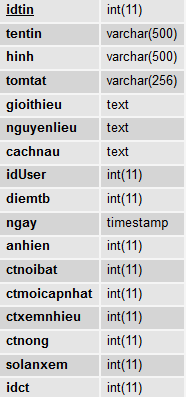 idtin int(11)
tentin varchar(500)
hinh varchar(500)
tomtat varchar(256)
gioithieu text
nguyenlieu text
cachnau text
idUser int(11)
diemtb int(11)
ngay timestamp
anhien int(11)
ctnoibat int(11)
ctmoicapnhat int(11)
ctxemnhieu int(11)
ctnong int(11)
solanxem int(11)
idct int(11)